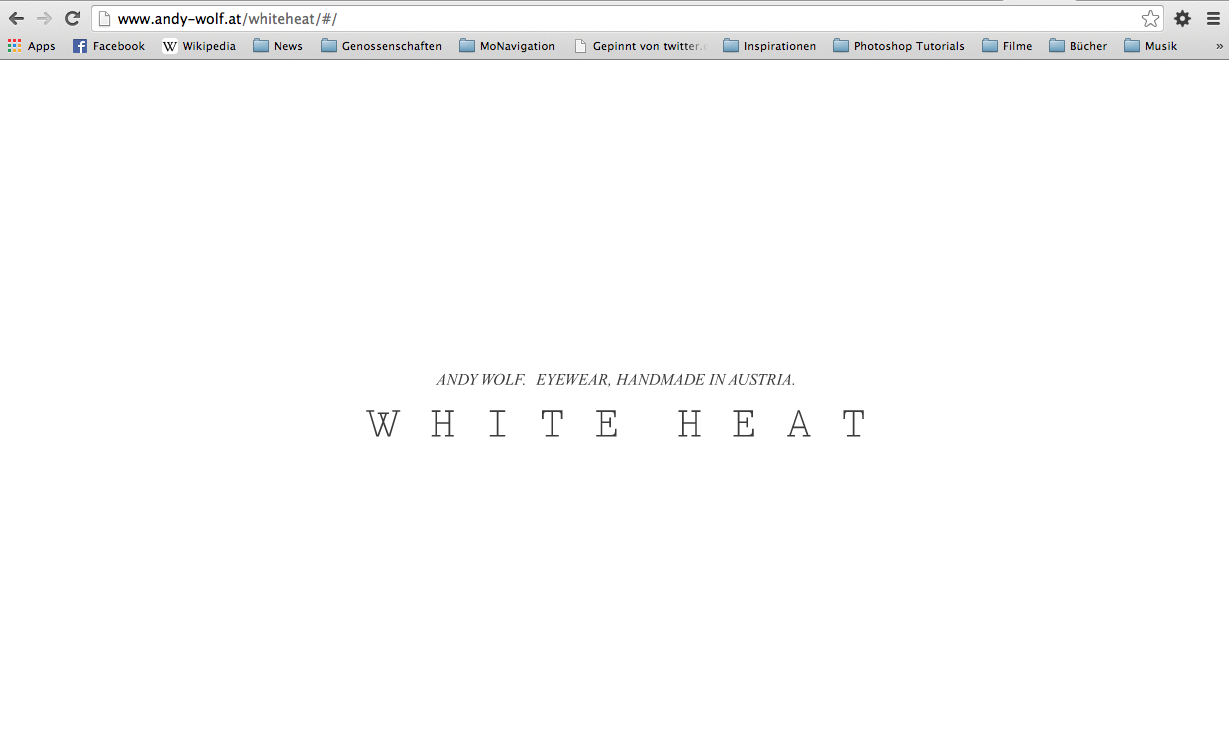 www.andy-wolf.at/whiteheat/#/
Apps Facebook W Wikipedia News Genossenschaften MoNavigation Gepinnt von twitter. Inspirationen Photoshop Tutorials Filme Bücher Musik »
ANDY WOLF. EYEWEAR, HANDMADE IN AUSTRIA.
WHITE HEAT